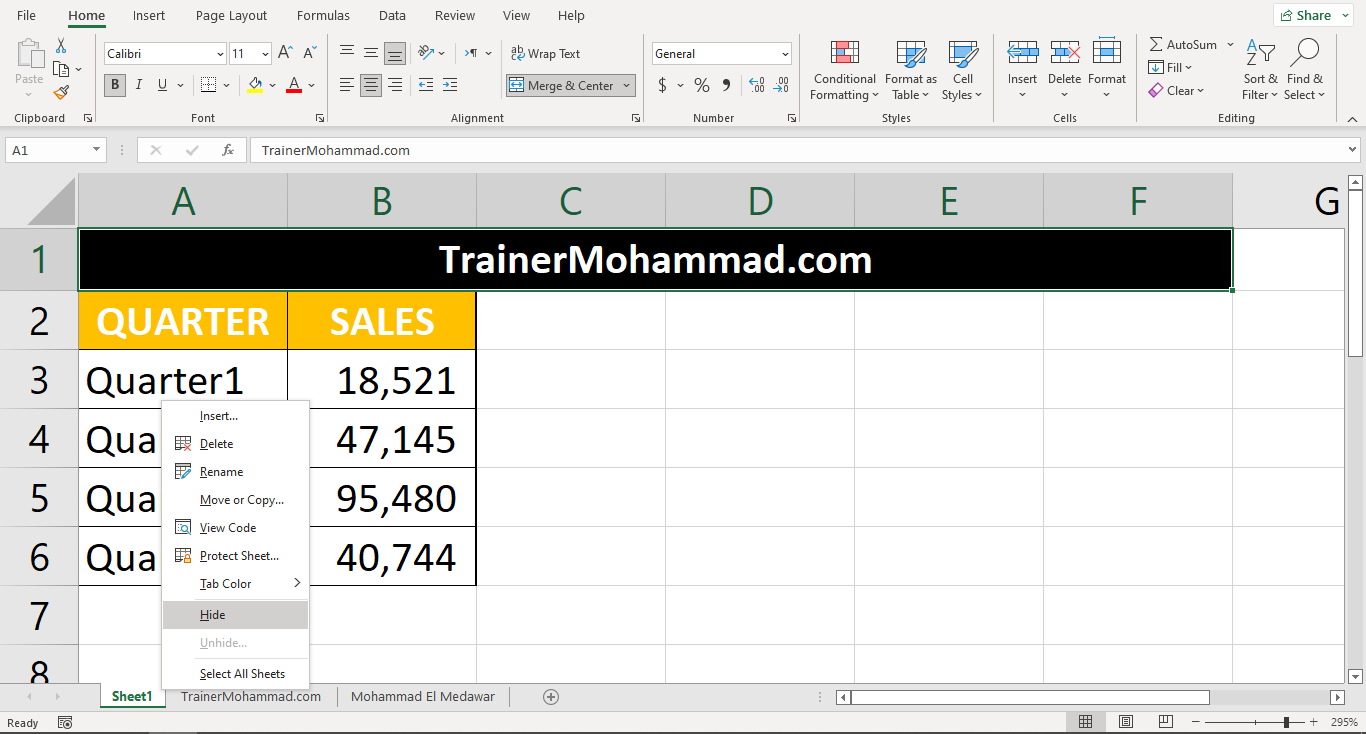 File Home Insert Page Layout Formulas Data Review View Help Share
Paste
Clipboard
Calibri 11
B I U A
Font
ab Wrap Text
Merge & Center
Alignment
General
$ % 9 .00
Number
Conditional Formatting
Format as Table
Cell Styles
Styles
Insert Delete Format
Cells
AutoSum
Fill
Clear
Sort & Filter
Find & Select
Editing
A1 fx TrainerMohammad.com
A B C D E F G
1 TrainerMohammad.com
2 QUARTER SALES
3 Quarter1 18,521
4 Qua 47,145
5 Qua 95,480
6 Qua 40,744
7
8
Insert...
Delete
Rename
Move or Copy...
View Code
Protect Sheet...
Tab Color
Hide
Unhide...
Select All Sheets
Sheet1 TrainerMohammad.com Mohammad El Medawar
Ready 295%